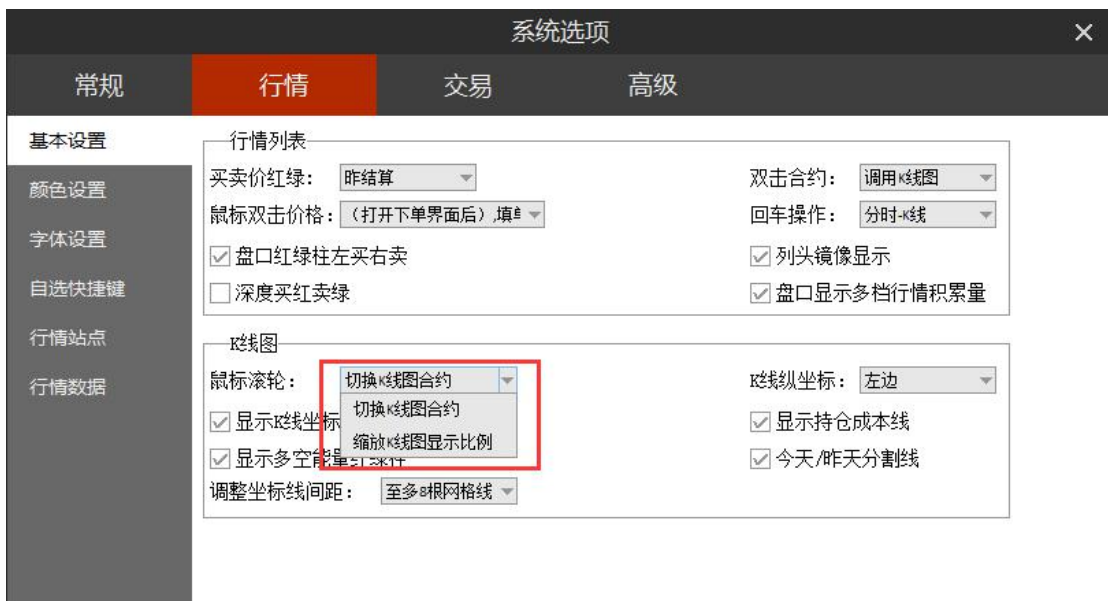 系统选项
常规 行情 交易 高级
基本设置
颜色设置
字体设置
自选快捷键
行情站点
行情数据
行情列表
买卖价红绿： 昨结算 双击合约： 调用K线图
鼠标双击价格： （打开下单界面后）,填单 回车操作： 分时-K线
盘口红绿柱左买右卖 列头镜像显示
深度买红卖绿 盘口显示多档行情积累量
K线图
鼠标滚轮： 切换K线图合约 K线纵坐标： 左边
切换K线图合约
缩放K线图显示比例
显示K线坐标 显示持仓成本线
显示多空能量 今天/昨天分割线
调整坐标线间距： 至多8根网格线